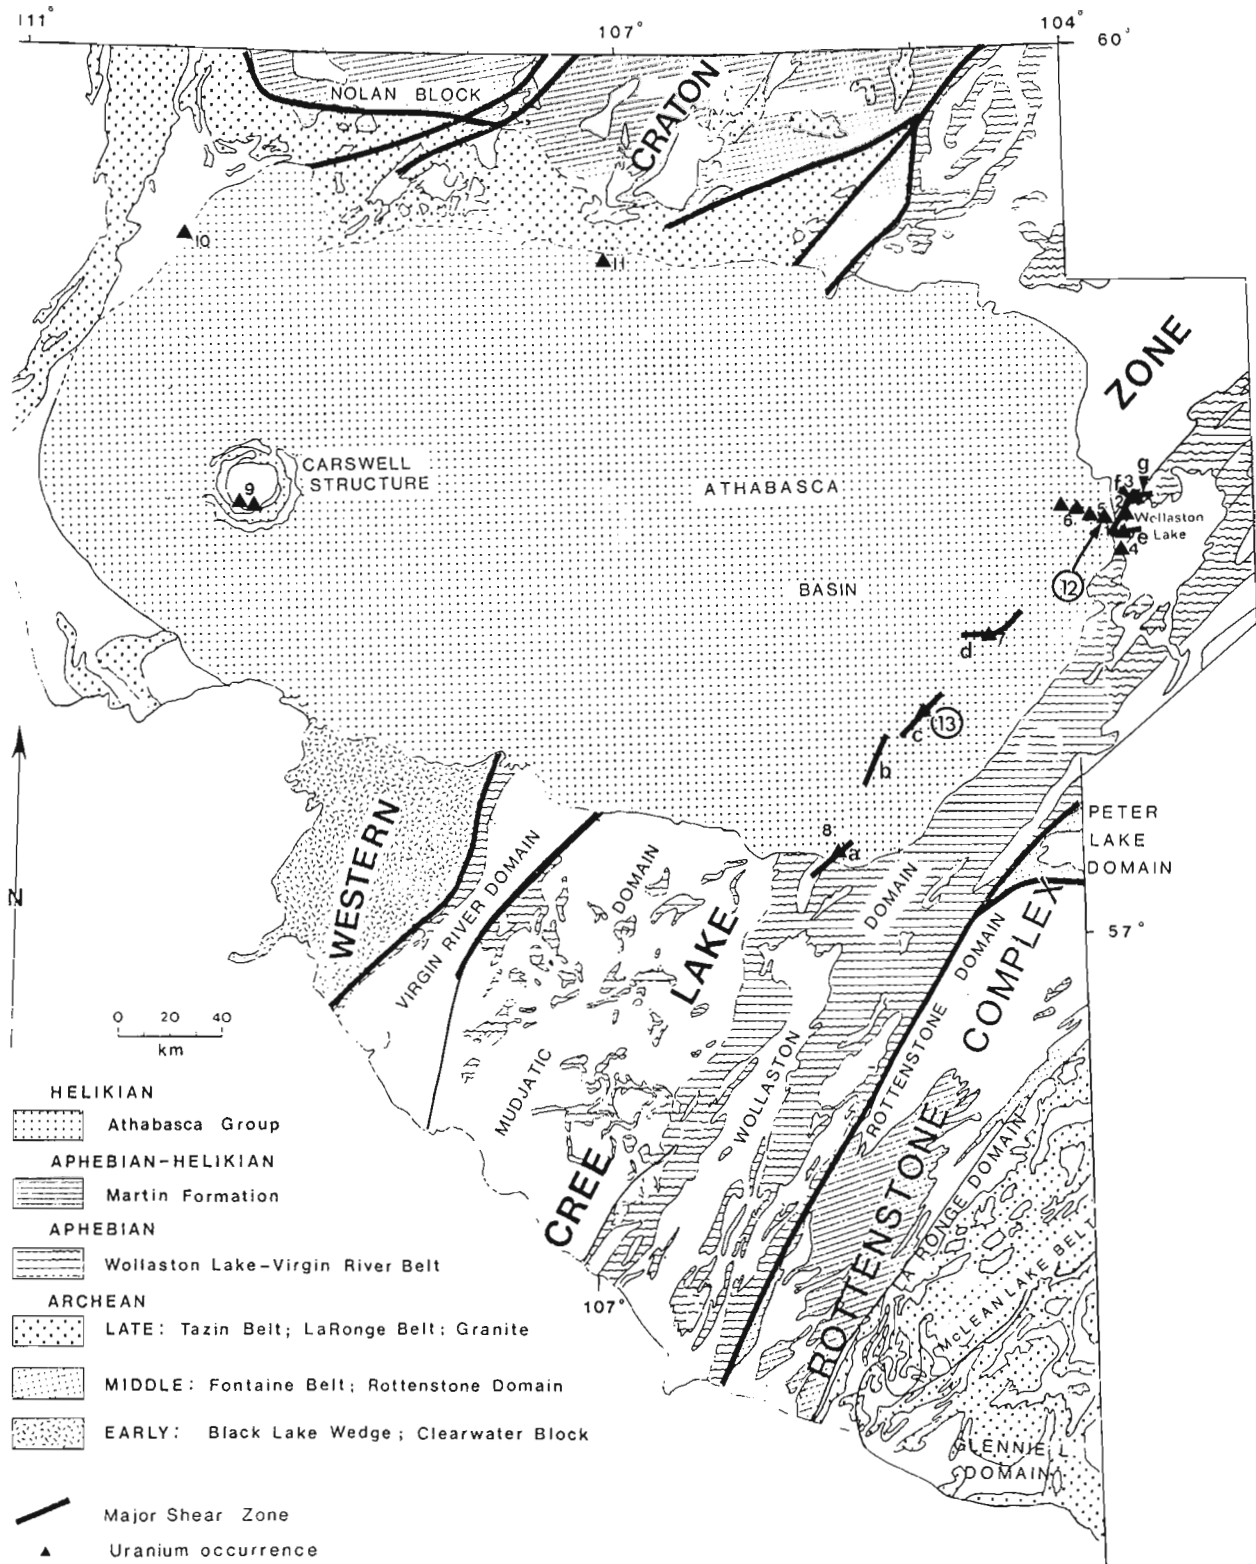 111°
107°
104°
60°
NOLAN BLOCK
CRATON
10
11
ZONE
CARSWELL
STRUCTURE
9
ATHABASCA
BASIN
g
f
3
2
5
6
Wollaston
Lake
e
4
12
7
d
13
c
b
8
a
PETER
LAKE
DOMAIN
57°
WESTERN
VIRGIN RIVER DOMAIN
DOMAIN
MUDJATIC
CREE
LAKE
WOLLASTON
DOMAIN
ROTTENSTONE
DOMAIN
ROTTENSTONE
COMPLEX
LA RONGE DOMAIN
McLEAN LAKE BELT
GLENNIE L.
DOMAIN
107°
N
0 20 40
km
HELIKIAN
Athabasca Group
APHEBIAN-HELIKIAN
Martin Formation
APHEBIAN
Wollaston Lake-Virgin River Belt
ARCHEAN
LATE: Tazin Belt; LaRonge Belt; Granite
MIDDLE: Fontaine Belt; Rottenstone Domain
EARLY: Black Lake Wedge; Clearwater Block
Major Shear Zone
Uranium occurrence